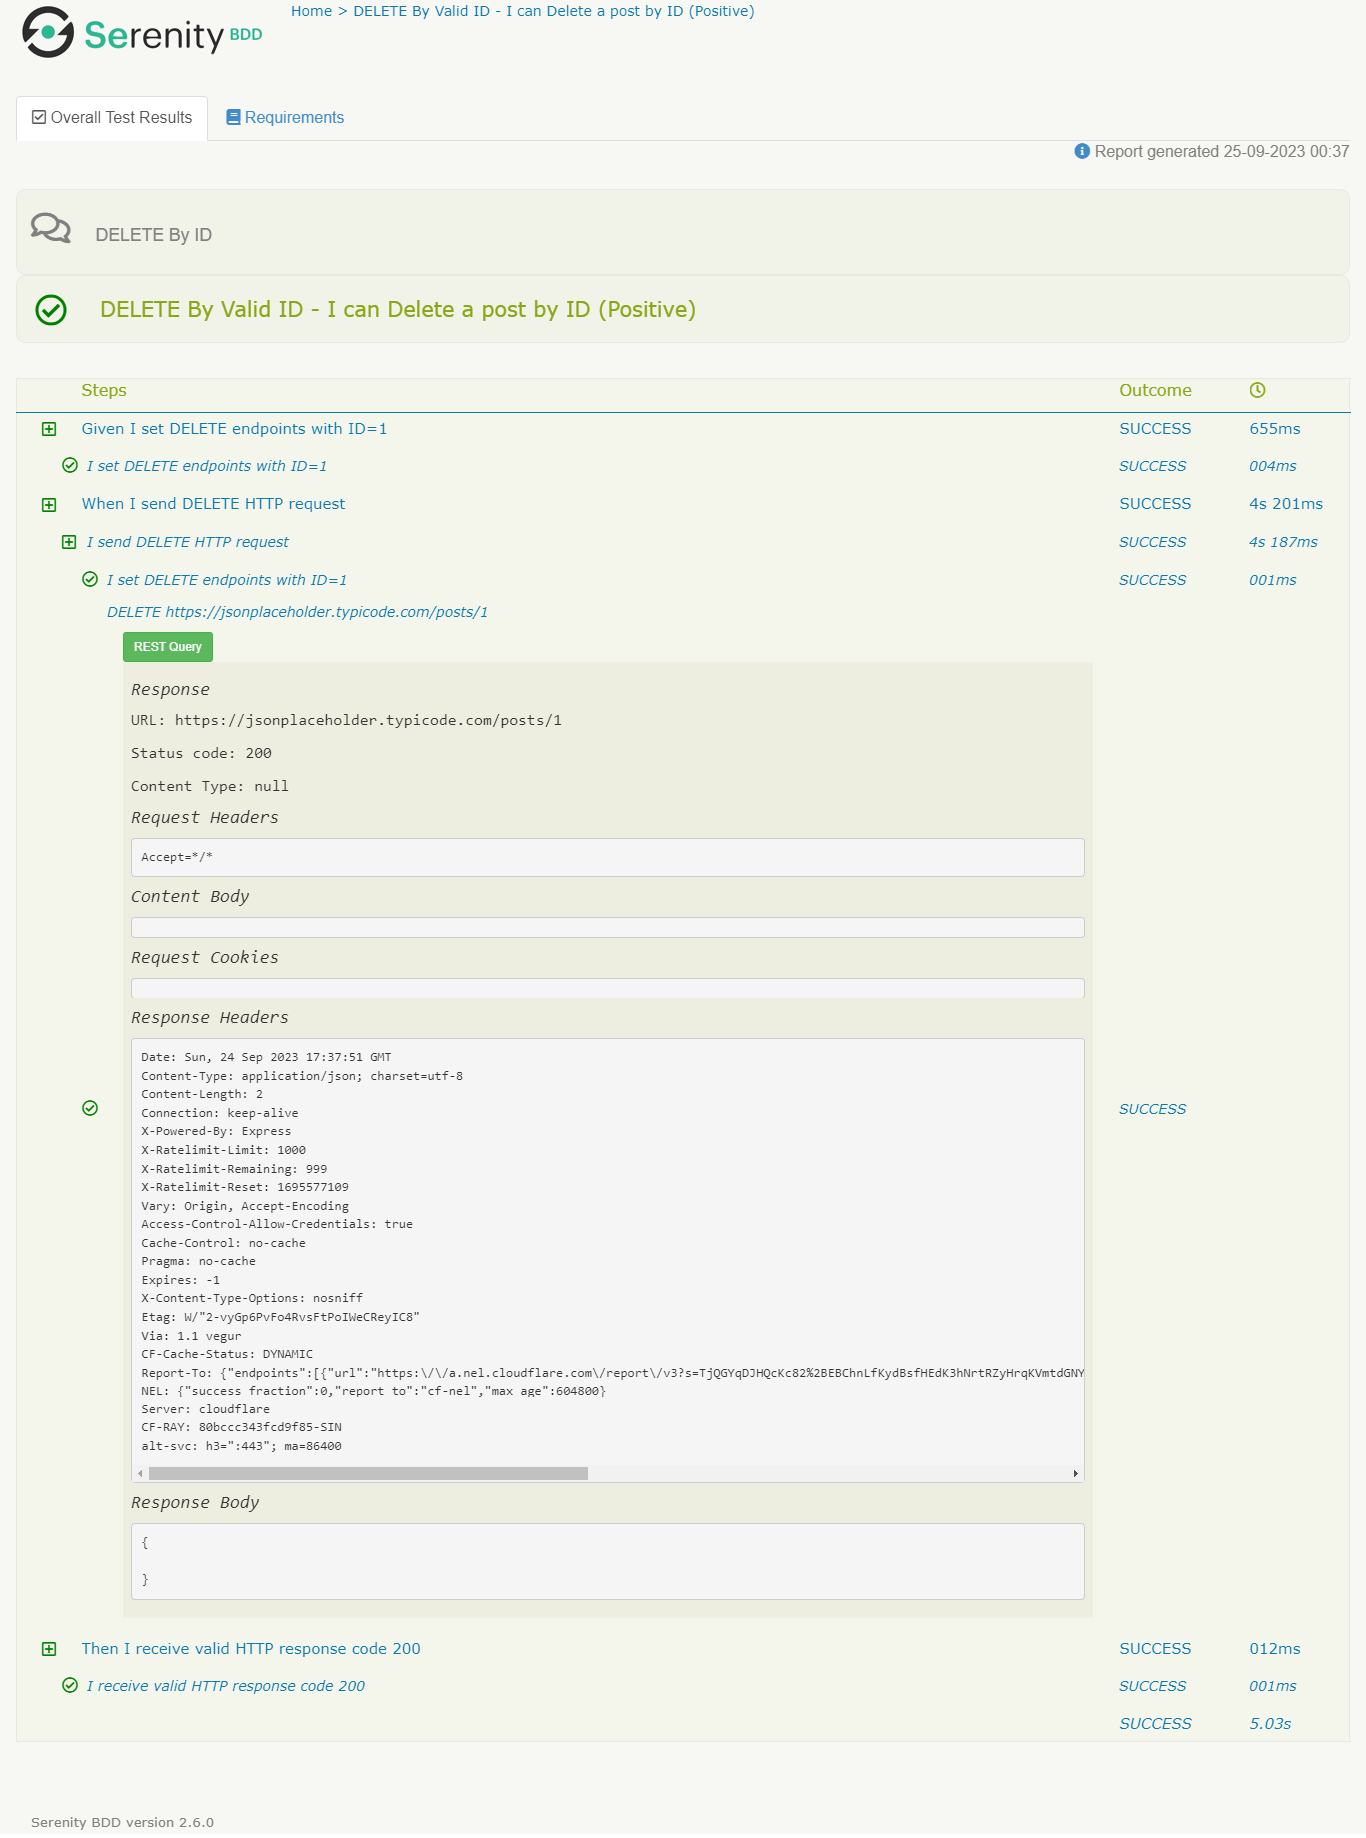 Serenity BDD
Home > DELETE By Valid ID - I can Delete a post by ID (Positive)
Overall Test Results
Requirements
Report generated 25-09-2023 00:37
DELETE By ID
DELETE By Valid ID - I can Delete a post by ID (Positive)
Steps Outcome
Given I set DELETE endpoints with ID=1 SUCCESS 655ms
I set DELETE endpoints with ID=1 SUCCESS 004ms
When I send DELETE HTTP request SUCCESS 4s 201ms
I send DELETE HTTP request SUCCESS 4s 187ms
I set DELETE endpoints with ID=1 SUCCESS 001ms
DELETE https://jsonplaceholder.typicode.com/posts/1
REST Query
Response
URL: https://jsonplaceholder.typicode.com/posts/1
Status code: 200
Content Type: null
Request Headers
Accept=*/*
Content Body
Request Cookies
Response Headers
Date: Sun, 24 Sep 2023 17:37:51 GMT
Content-Type: application/json; charset=utf-8
Content-Length: 2
Connection: keep-alive
X-Powered-By: Express
X-Ratelimit-Limit: 1000
X-Ratelimit-Remaining: 999
X-Ratelimit-Reset: 1695577109
Vary: Origin, Accept-Encoding
Access-Control-Allow-Credentials: true
Cache-Control: no-cache
Pragma: no-cache
Expires: -1
X-Content-Type-Options: nosniff
Etag: W/"2-vyGp6PvFo4RvsFtPoIWeCReyIC8"
Via: 1.1 vegur
CF-Cache-Status: DYNAMIC
Report-To: {"endpoints":[{"url":"https:\/\/a.nel.cloudflare.com\/report\/v3?s=TjQGYqDJHQcKc82%2BEBChnLfKydBsfHEdK3hNrtRZyHrqKVmtdGNY
NEL: {"success_fraction":0,"report_to":"cf-nel","max_age":604800}
Server: cloudflare
CF-RAY: 80bccc343fcd9f85-SIN
alt-svc: h3=":443"; ma=86400
SUCCESS
Response Body
{
}
Then I receive valid HTTP response code 200 SUCCESS 012ms
I receive valid HTTP response code 200 SUCCESS 001ms
SUCCESS 5.03s
Serenity BDD version 2.6.0